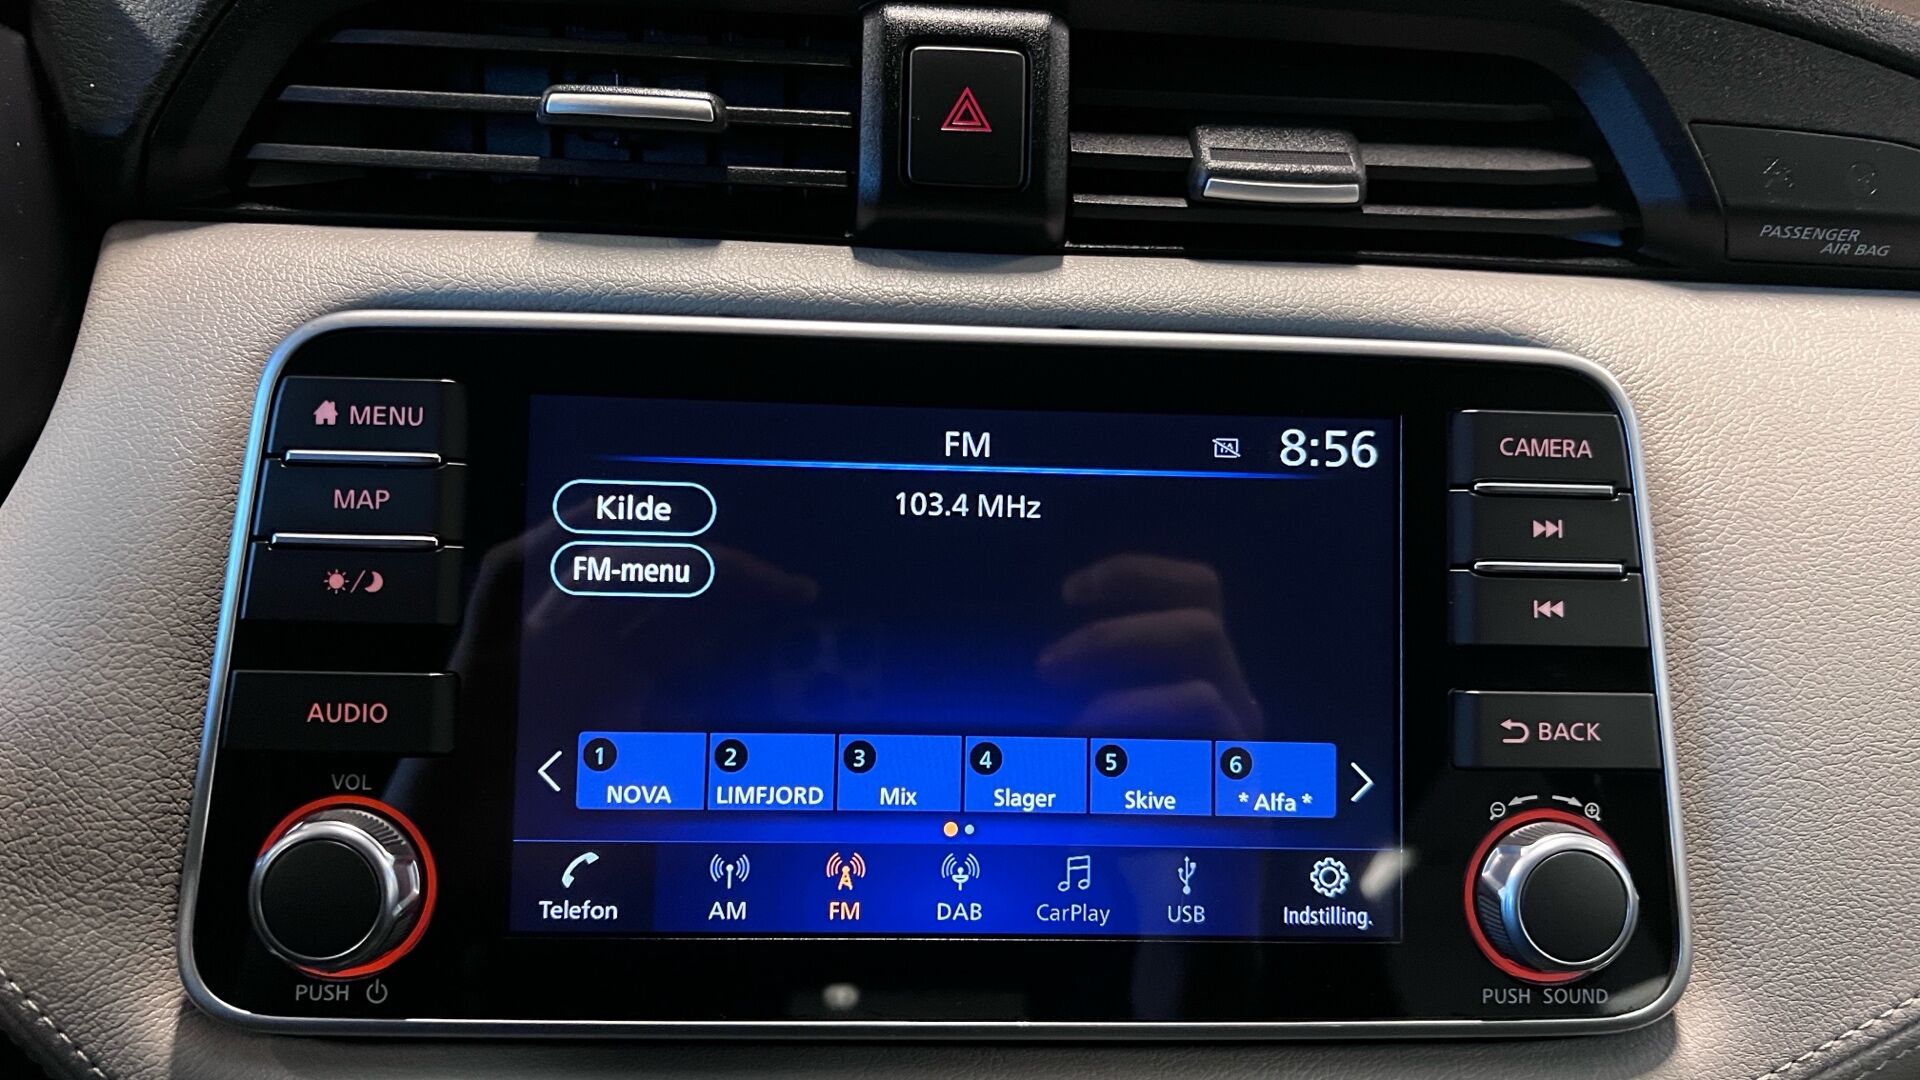 PASSENGER
AIR BAG
MENU
MAP
AUDIO
VOL
PUSH
FM
8:56
103.4 MHz
Kilde
FM-menu
1 NOVA
2 LIMFJORD
3 Mix
4 Slager
5 Skive
6 * Alfa *
Telefon
AM
FM
DAB
CarPlay
USB
Indstilling.
CAMERA
BACK
PUSH SOUND